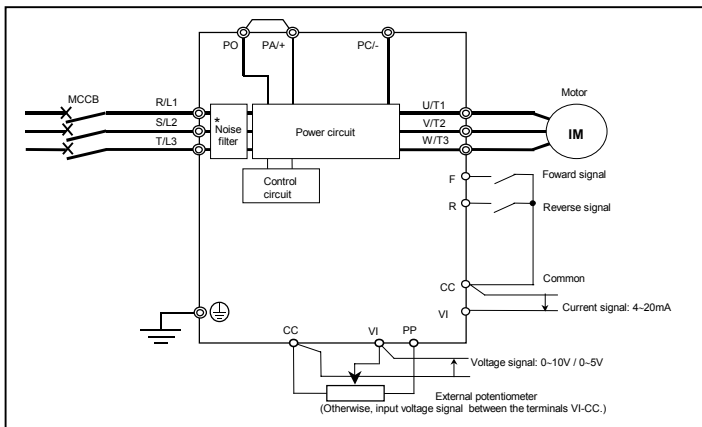 PO
PA/+
PC/-
MCCB
R/L1
S/L2
T/L3
*
Noise
filter
Power circuit
Control
circuit
U/T1
V/T2
W/T3
Motor
IM
F
Foward signal
R
Reverse signal
CC
Common
VI
Current signal: 4~20mA
CC
VI
PP
Voltage signal: 0~10V / 0~5V
External potentiometer
(Otherwise, input voltage signal between the terminals VI-CC.)